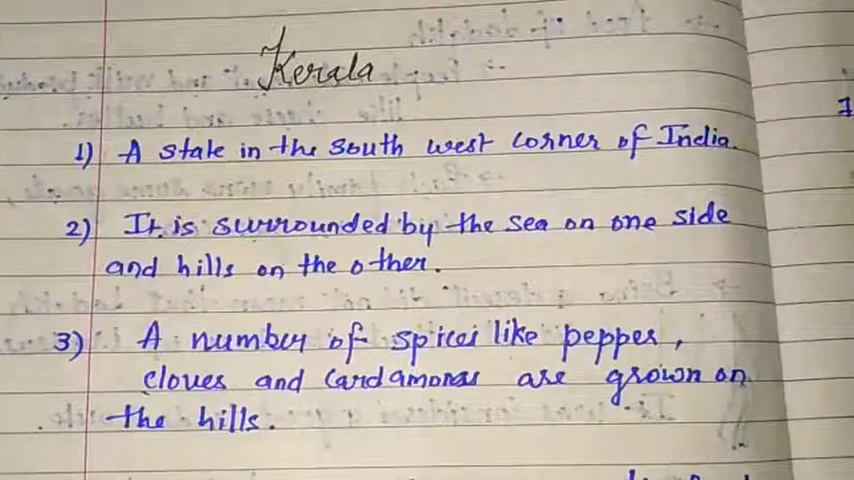 Kerala
1) A state in the south west corner of India.
2) It is surrounded by the sea on one side
and hills on the other.
3) A number of spices like pepper,
cloves and cardamoms are grown on
the hills.